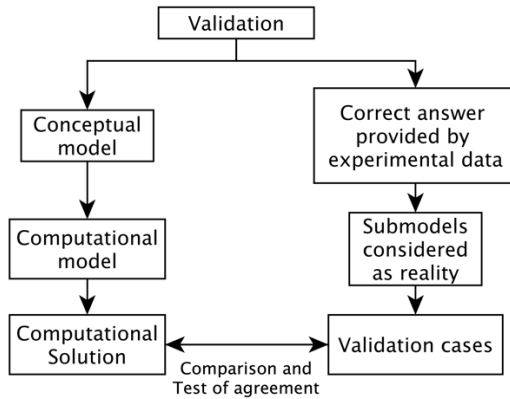 Validation
Conceptual
model
Correct answer
provided by
experimental data
Computational
model
Submodels
considered
as reality
Computational
Solution
Validation cases
Comparison and
Test of agreement